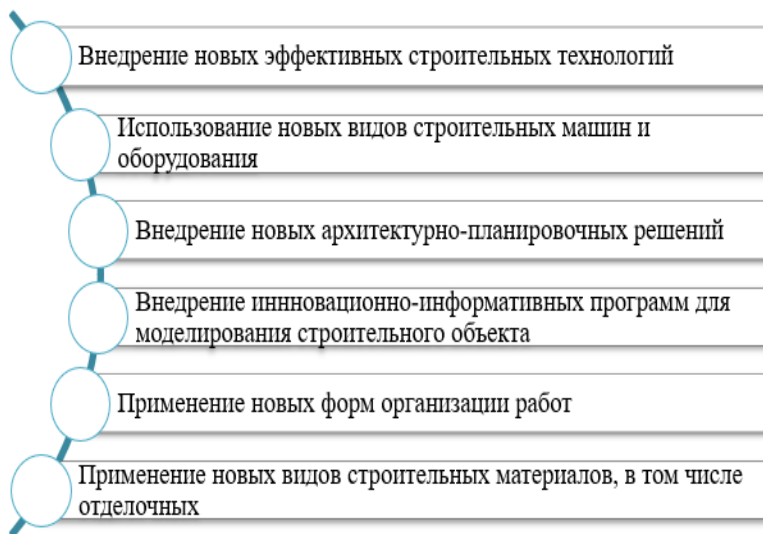 Внедрение новых эффективных строительных технологий
Использование новых видов строительных машин и
оборудования
Внедрение новых архитектурно-планировочных решений
Внедрение иннновационно-информативных программ для
моделирования строительного объекта
Применение новых форм организации работ
Применение новых видов строительных материалов, в том числе
отделочных